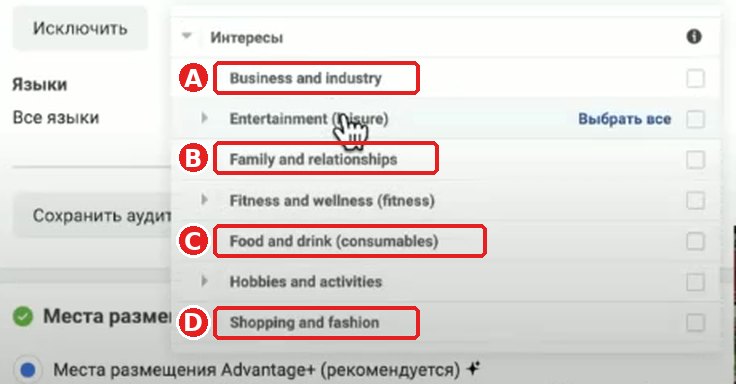 Исключить
Интересы
A Business and industry
Языки
Все языки
Entertainment (leisure)
Выбрать все
B Family and relationships
Fitness and wellness (fitness)
Сохранить аудит
C Food and drink (consumables)
Hobbies and activities
Места разме
D Shopping and fashion
Места размещения Advantage+ (рекомендуется)